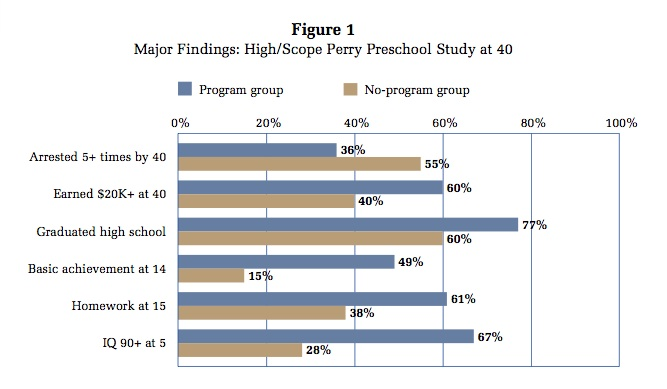 Figure 1
Major Findings: High/Scope Perry Preschool Study at 40
Program group No-program group
0% 20% 40% 60% 80% 100%
Arrested 5+ times by 40 36%
55%
Earned $20K+ at 40 60%
40%
Graduated high school 77%
60%
Basic achievement at 14 49%
15%
Homework at 15 61%
38%
IQ 90+ at 5 67%
28%